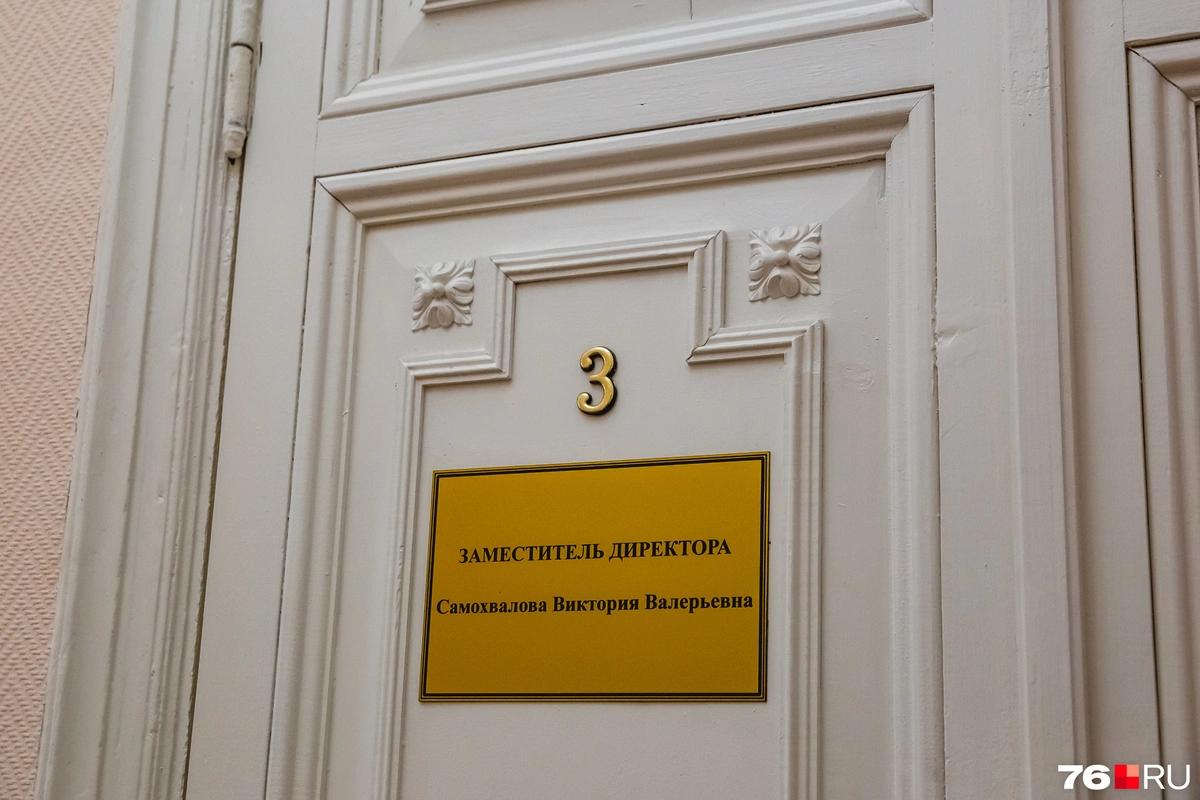 3
ЗАМЕСТИТЕЛЬ ДИРЕКТОРА
Самохвалова Виктория Валерьевна
76 RU